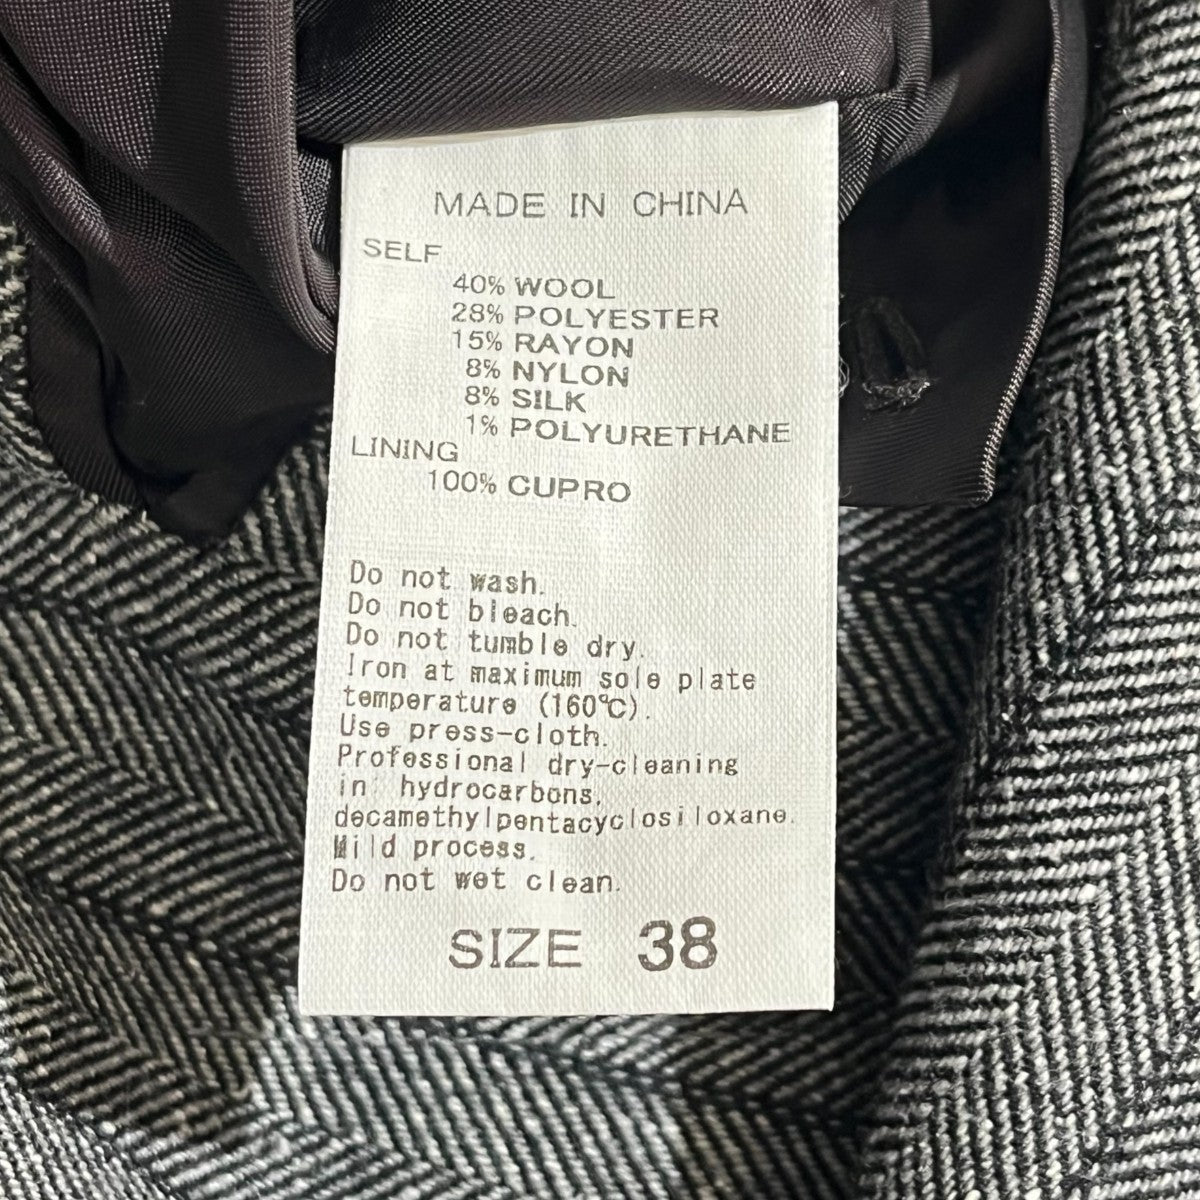 MADE IN CHINA
SELF
40% WOOL
28% POLYESTER
15% RAYON
8% NYLON
8% SILK
1% POLYURETHANE
LINING
100% CUPRO
Do not wash.
Do not bleach.
Do not tumble dry.
Iron at maximum sole plate
temperature (160℃).
Use press-cloth.
Professional dry-cleaning
in hydrocarbons,
decamethylpentacyclosiloxane.
Mild process.
Do not wet clean.
SIZE 38